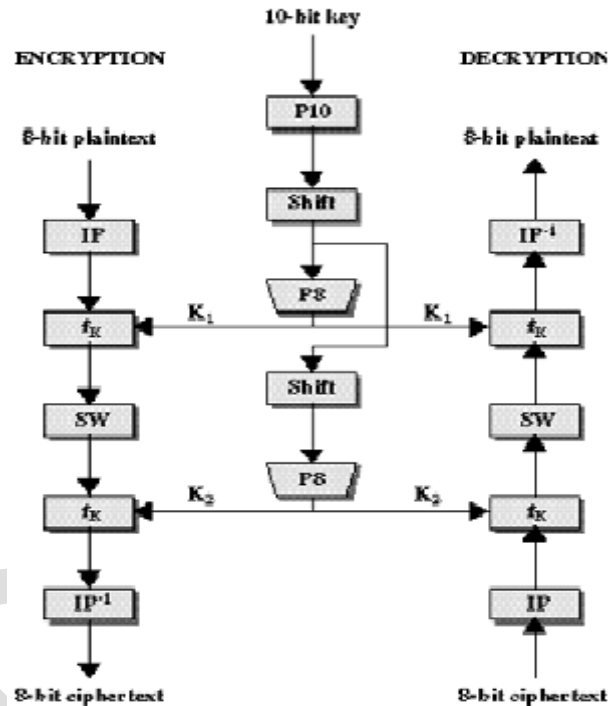 10-bit key
ENCRYPTION
DECRYPTION
P10
8-bit plaintext
8-bit plaintext
Shift
IP
IP-1
P8
fK
K1
K1
fK
Shift
SW
SW
P8
fK
K2
K2
fK
IP-1
IP
8-bit ciphertext
8-bit ciphertext